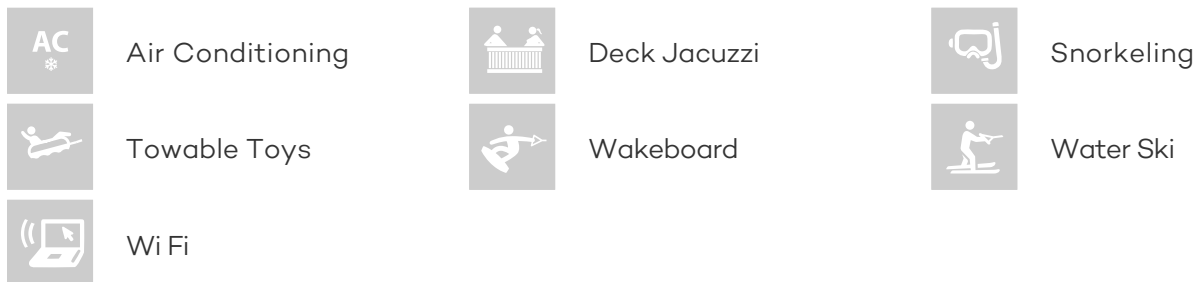 AC
Air Conditioning
Deck Jacuzzi
Snorkeling
Towable Toys
Wakeboard
Water Ski
Wi Fi